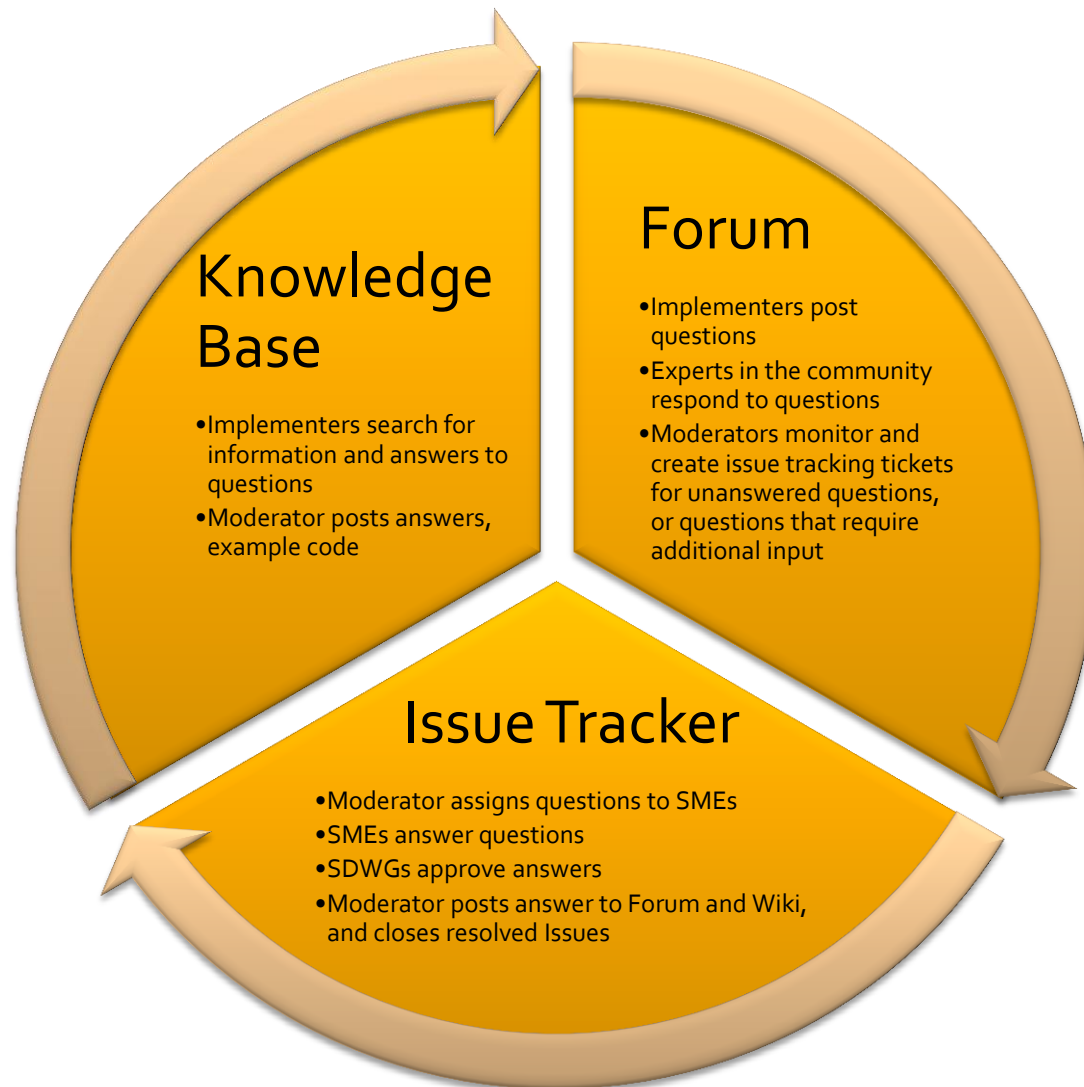 Knowledge
Base
•Implementers search for
information and answers to
questions
•Moderator posts answers,
example code
Forum
•Implementers post
questions
•Experts in the community
respond to questions
•Moderators monitor and
create issue tracking tickets
for unanswered questions,
or questions that require
additional input
Issue Tracker
•Moderator assigns questions to SMEs
•SMEs answer questions
•SDWGs approve answers
•Moderator posts answer to Forum and Wiki,
and closes resolved Issues